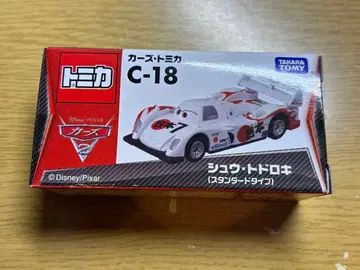 トミカ
カーズ・トミカ
C-18
TAKARA
TOMY
Disney・PIXAR
カーズ
2
7
シュウ・トドロキ
(スタンダードタイプ)
© Disney/Pixar